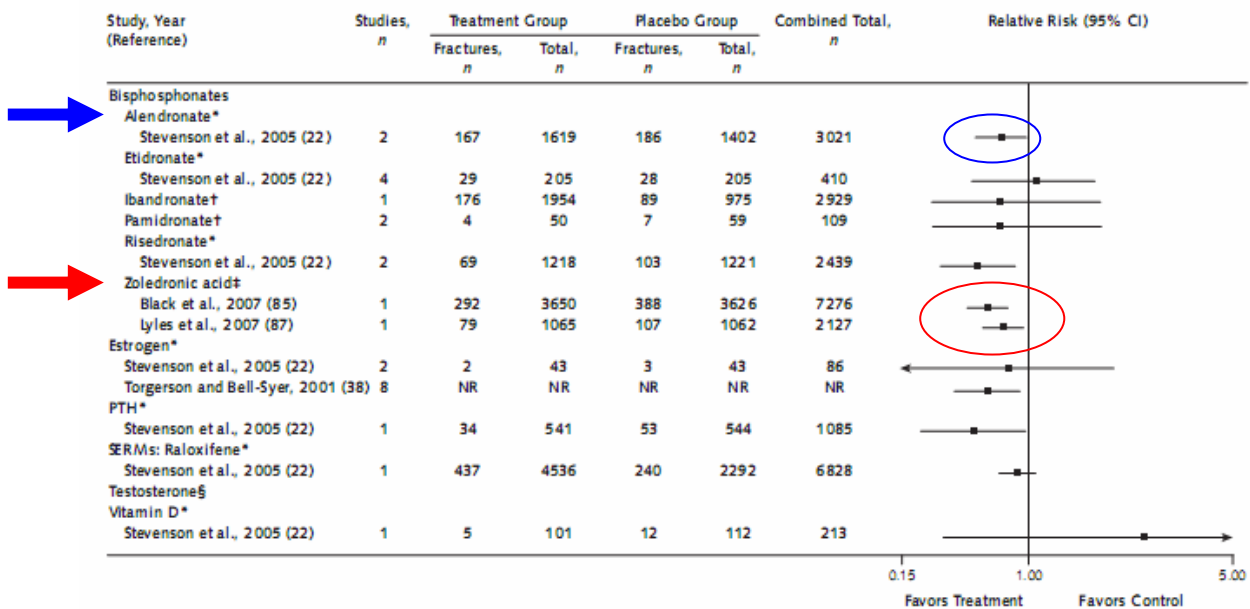 Study, Year (Reference) Studies, n Treatment Group Placebo Group Combined Total, n Relative Risk (95% CI)
Fractures, n Total, n Fractures, n Total, n
Bisphosphonates
Alendronate*
Stevenson et al., 2005 (22) 2 167 1619 186 1402 3021
Etidronate*
Stevenson et al., 2005 (22) 4 29 205 28 205 410
Ibandronate† 1 176 1954 89 975 2929
Pamidronate† 2 4 50 7 59 109
Risedronate*
Stevenson et al., 2005 (22) 2 69 1218 103 1221 2439
Zoledronic acid‡
Black et al., 2007 (85) 1 292 3650 388 3626 7276
Lyles et al., 2007 (87) 1 79 1065 107 1062 2127
Estrogen*
Stevenson et al., 2005 (22) 2 2 43 3 43 86
Torgerson and Bell-Syer, 2001 (38) 8 NR NR NR NR NR
PTH*
Stevenson et al., 2005 (22) 1 34 541 53 544 1085
SERMs: Raloxifene*
Stevenson et al., 2005 (22) 1 437 4536 240 2292 6828
Testosterone§
Vitamin D*
Stevenson et al., 2005 (22) 1 5 101 12 112 213
0.15 1.00 5.00
Favors Treatment Favors Control